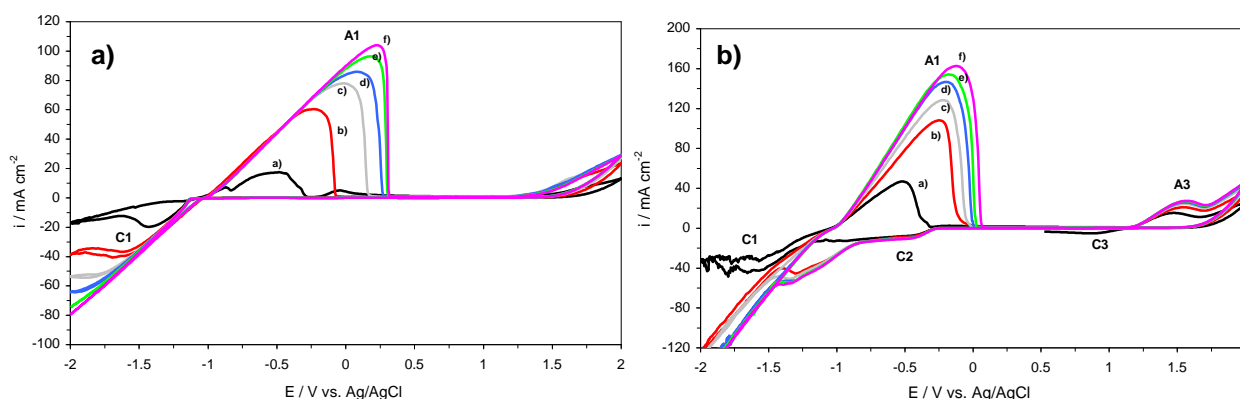 a)
A1
f)
e)
d)
c)
b)
a)
C1
i / mA cm-2
120
100
80
60
40
20
0
-20
-40
-60
-80
-100
-2 -1.5 -1 -0.5 0 0.5 1 1.5 2
E / V vs. Ag/AgCl
b)
A1
f)
e)
d)
c)
b)
a)
A3
C1
C2
C3
i / mA cm-2
200
160
120
80
40
0
-40
-80
-120
-2 -1.5 -1 -0.5 0 0.5 1 1.5
E / V vs. Ag/AgCl